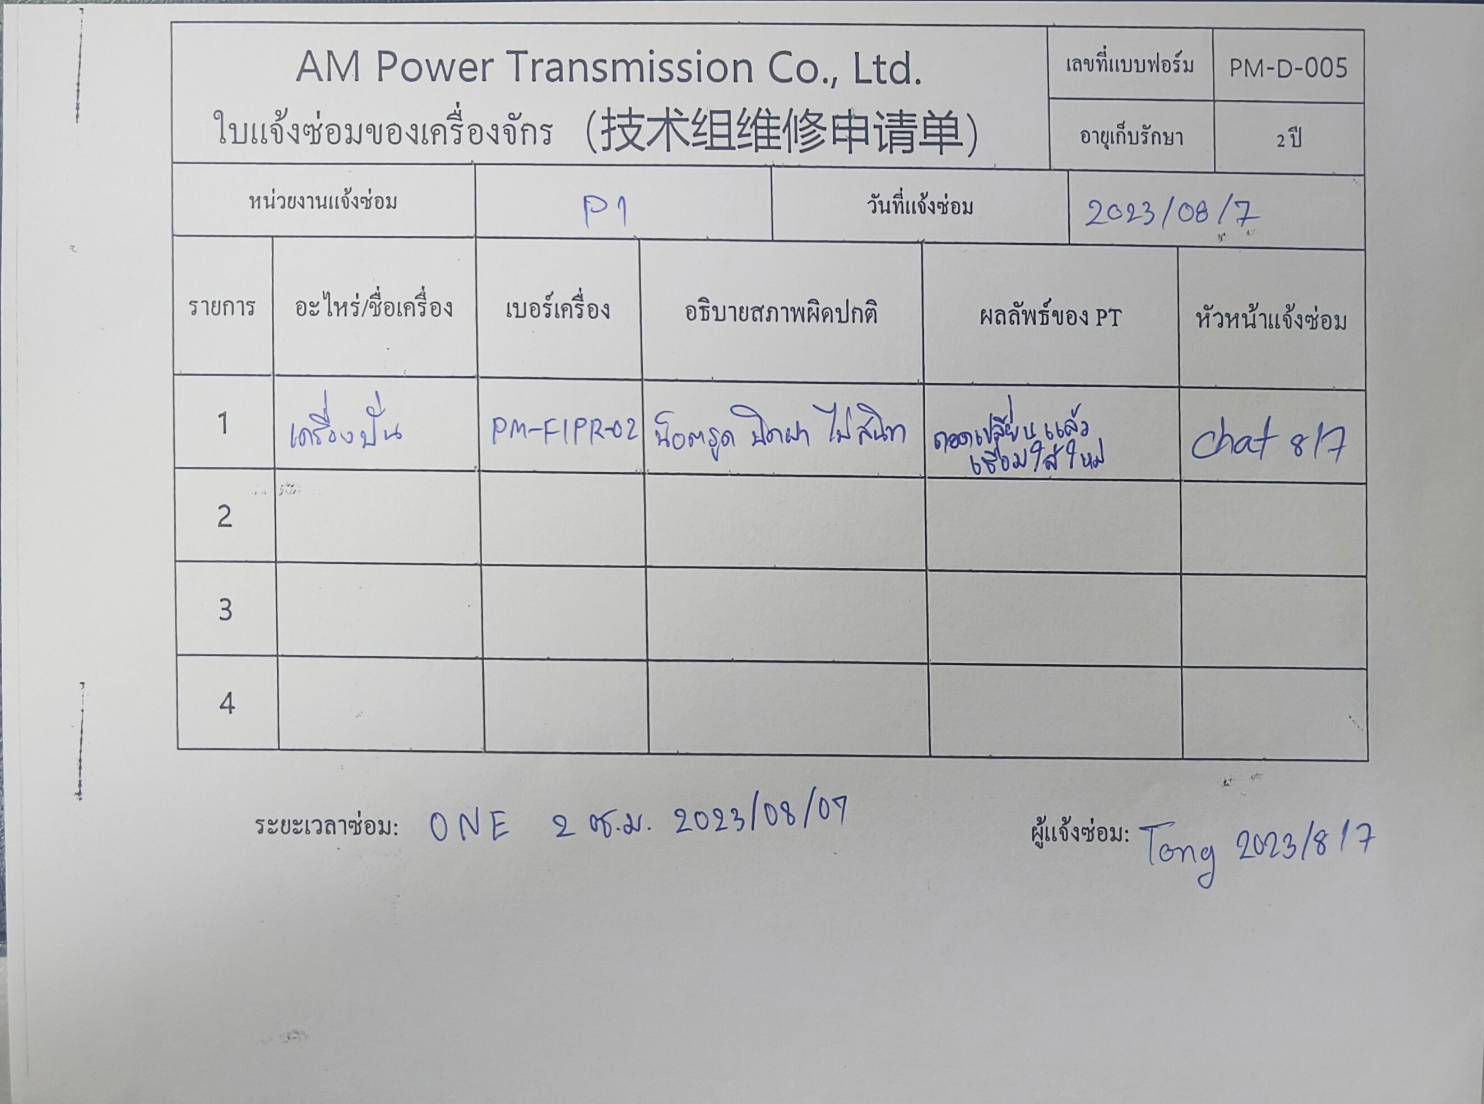 AM Power Transmission Co., Ltd.
ใบแจ้งซ่อมของเครื่องจักร (技术组维修申请单)
เลขที่แบบฟอร์ม PM-D-005
อายุเก็บรักษา 2 ปี
หน่วยงานแจ้งซ่อม P1 วันที่แจ้งซ่อม 2023/08/7
รายการ อะไหร่/ชื่อเครื่อง เบอร์เครื่อง อธิบายสภาพผิดปกติ ผลลัพธ์ของ PT หัวหน้าแจ้งซ่อม
1 เครื่องปั่น PM-FIPR-02 น็อตรูด ปิดฝา ไม่สนิท ถอดเปลี่ยน แล้ว
เชื่อมใส่ใหม่ Chat 8/7
2
3
4
ระยะเวลาซ่อม: ONE 2 ช.ม. 2023/08/07
ผู้แจ้งซ่อม: Tong 2023/8/7